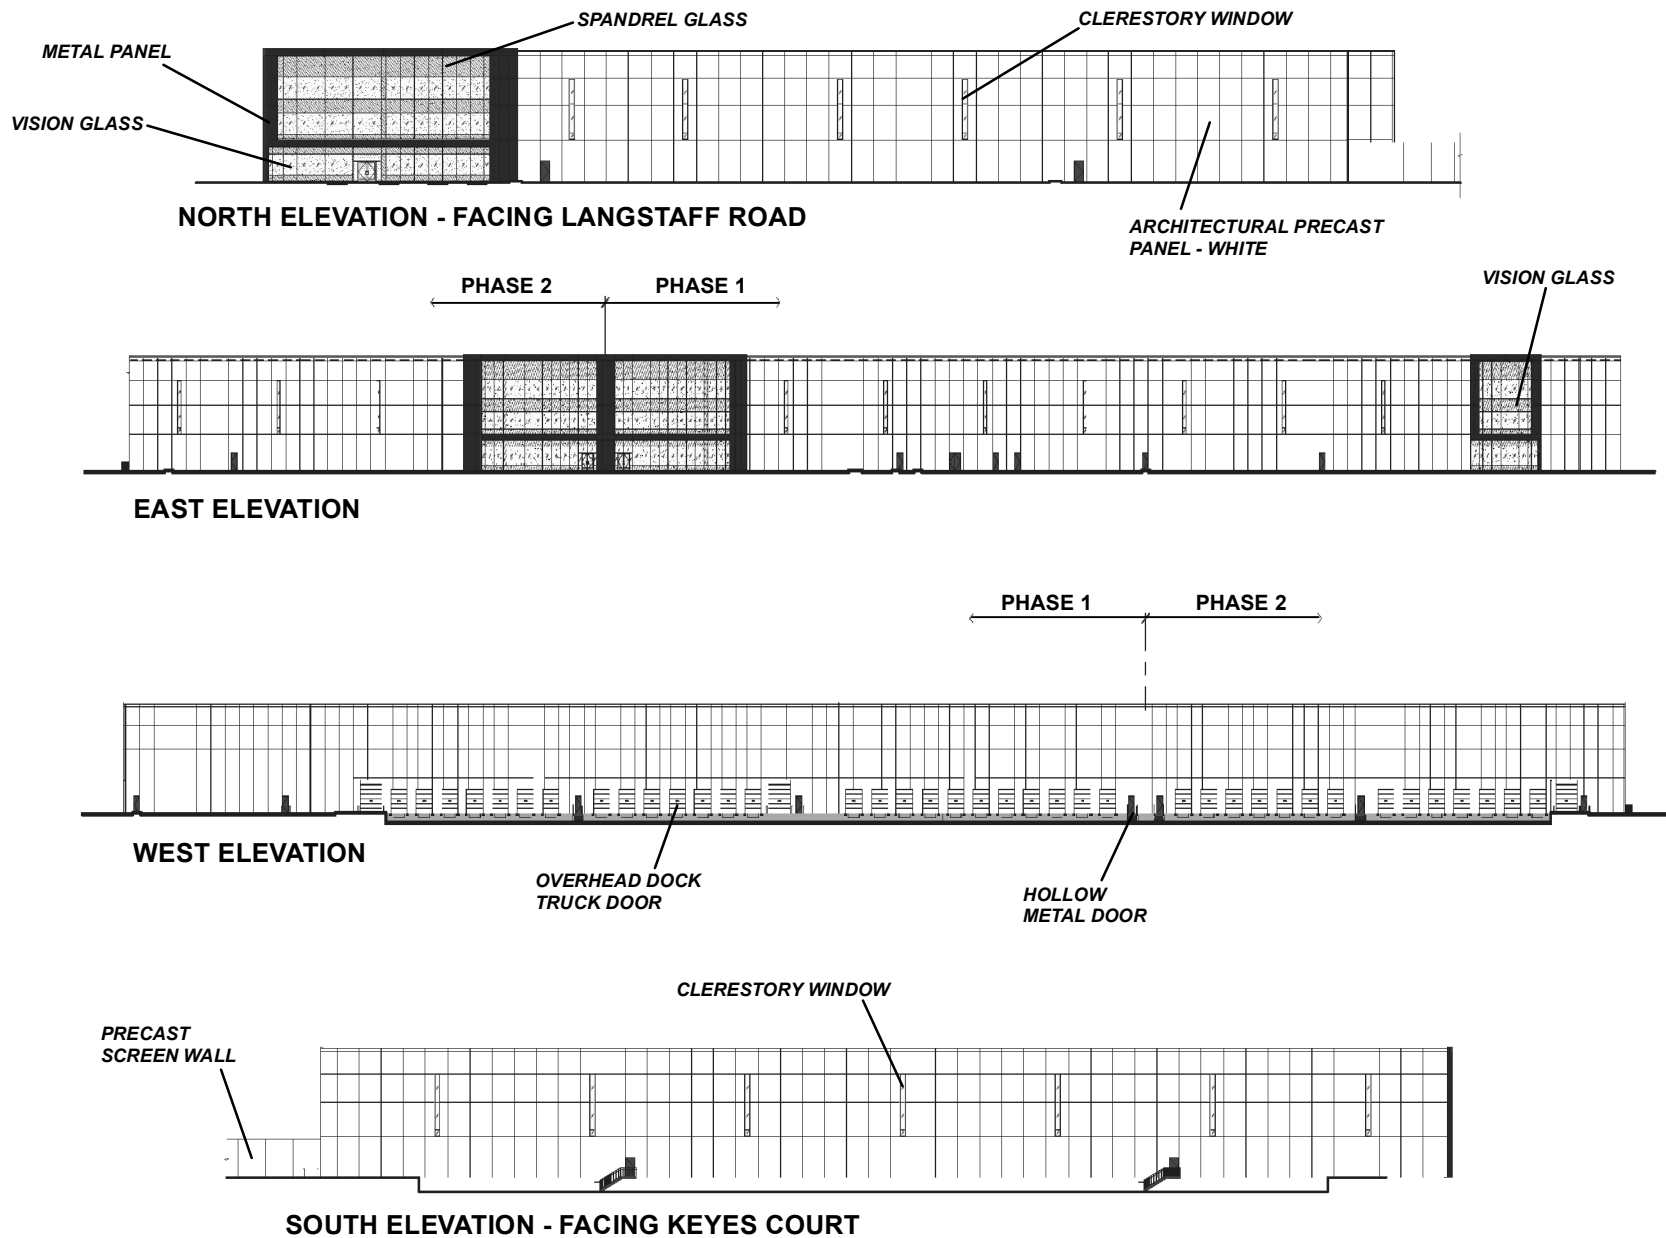 SPANDREL GLASS
CLERESTORY WINDOW
METAL PANEL
VISION GLASS
NORTH ELEVATION - FACING LANGSTAFF ROAD
ARCHITECTURAL PRECAST
PANEL - WHITE
PHASE 2
PHASE 1
VISION GLASS
EAST ELEVATION
PHASE 1
PHASE 2
WEST ELEVATION
OVERHEAD DOCK
TRUCK DOOR
HOLLOW
METAL DOOR
CLERESTORY WINDOW
PRECAST
SCREEN WALL
SOUTH ELEVATION - FACING KEYES COURT